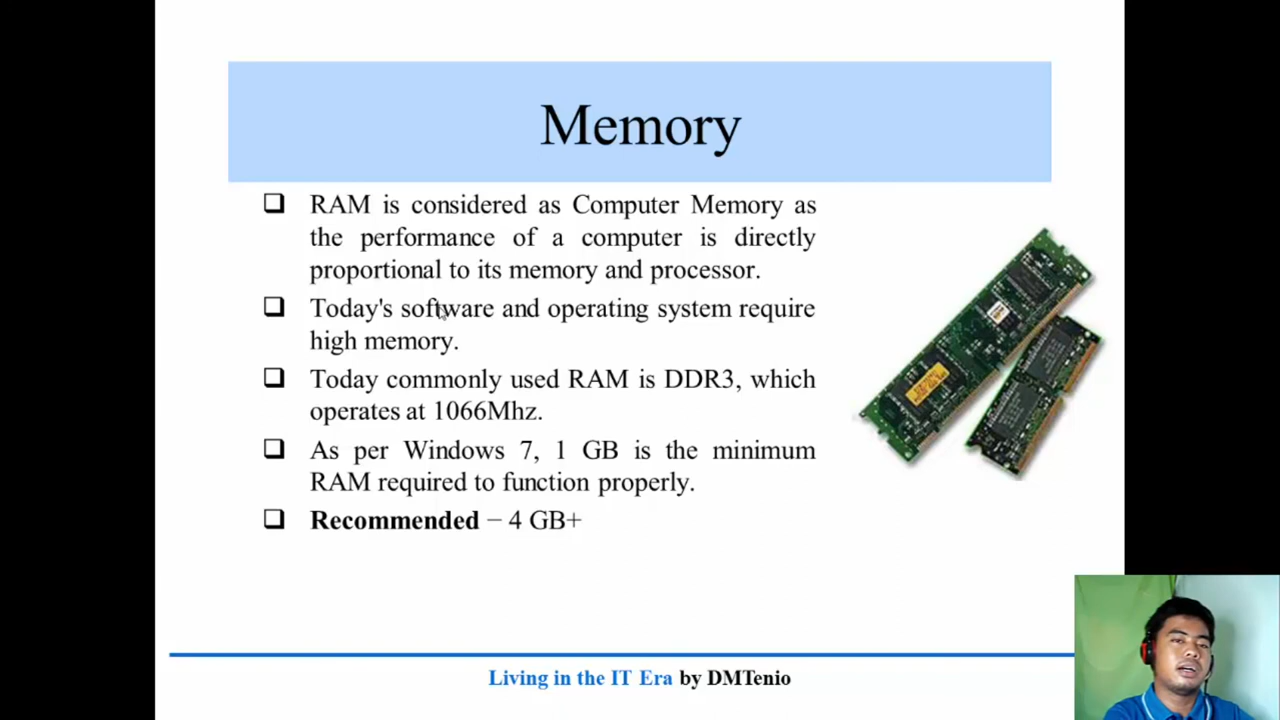 Memory
RAM is considered as Computer Memory as
the performance of a computer is directly
proportional to its memory and processor.
Today's software and operating system require
high memory.
Today commonly used RAM is DDR3, which
operates at 1066Mhz.
As per Windows 7, 1 GB is the minimum
RAM required to function properly.
Recommended − 4 GB+
Living in the IT Era by DMTenio